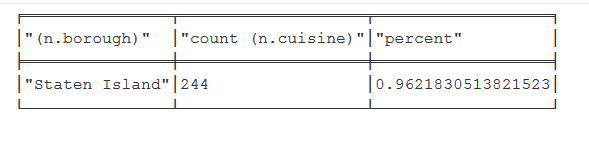 "(n.borough)" "count (n.cuisine)" "percent"
"Staten Island" 244 0.9621830513821523